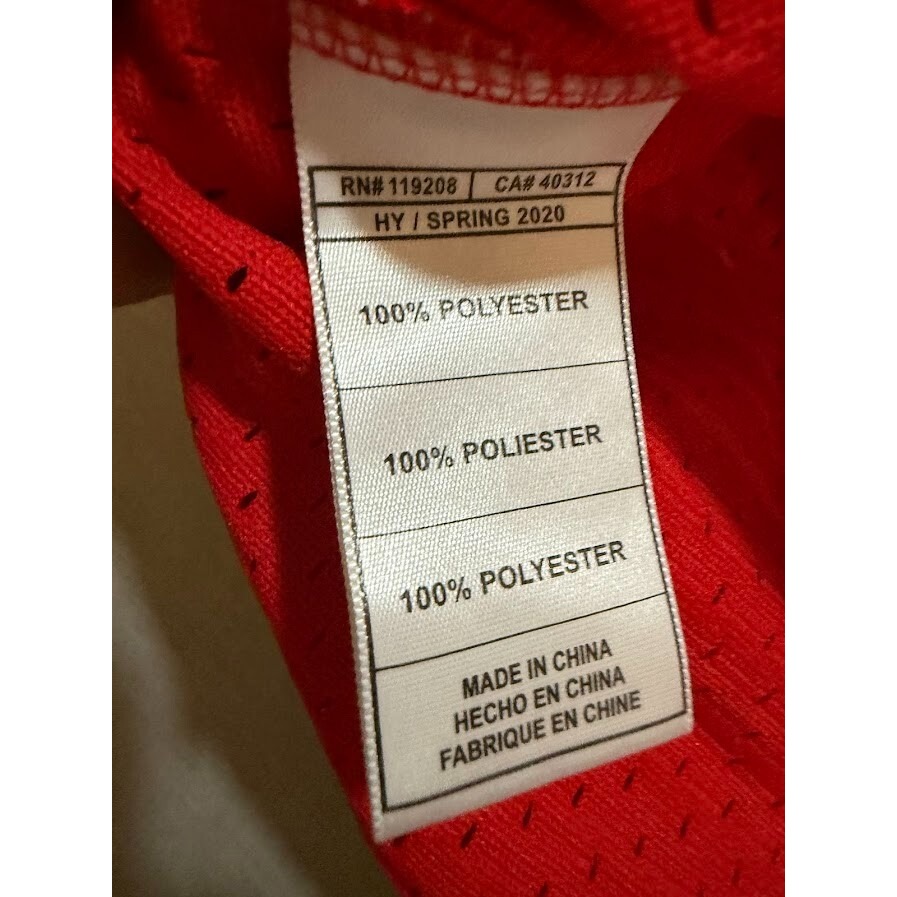 RN# 119208 | CA# 40312
HY / SPRING 2020
100% POLYESTER
100% POLIESTER
100% POLYESTER
MADE IN CHINA
HECHO EN CHINA
FABRIQUE EN CHINE